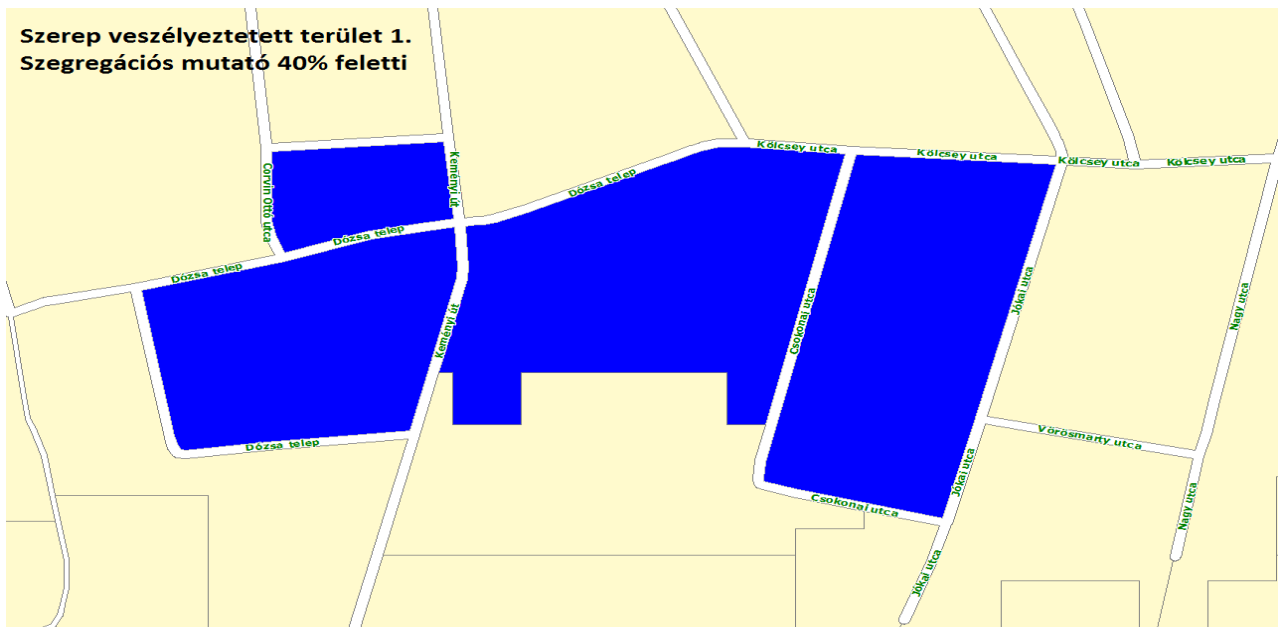 Szerep veszélyeztetett terület 1.
Szegregációs mutató 40% feletti
Kölcsey utca
Kölcsey utca
Kölcsey utca
Kölcsey utca
Corvin Ottó utca
Keményi út
Dózsa telep
Dózsa telep
Dózsa telep
Keményi út
Csokonai utca
Jókai utca
Nagy utca
Dózsa telep
Vörösmarty utca
Jókai utca
Csokonai utca
Nagy utca
Jókai utca